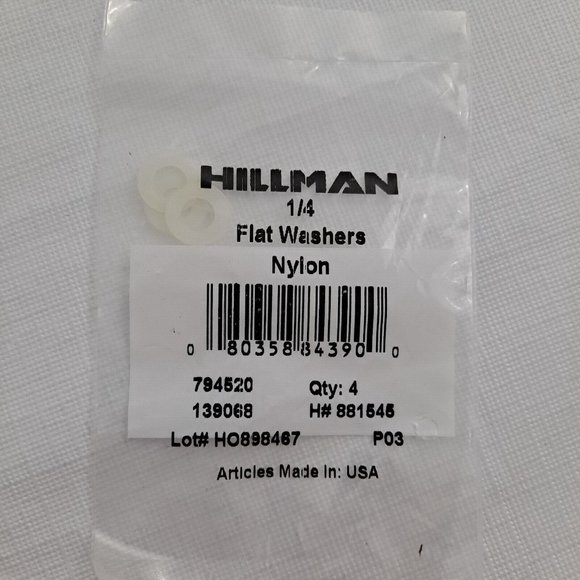 HILLMAN
1/4
Flat Washers
Nylon
0 80358 84390 0
794520 Qty: 4
139068 H# 881545
Lot# HO898467 P03
Articles Made In: USA